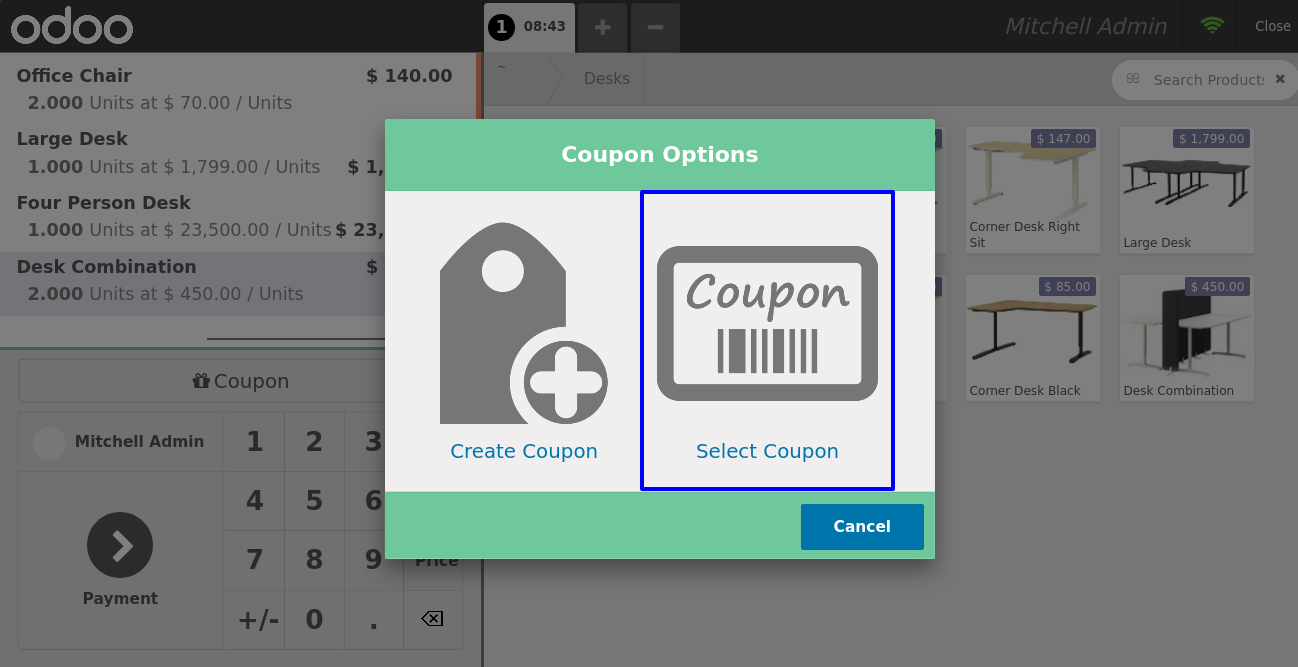 odoo
1 08:43 + −
Mitchell Admin
Close
Office Chair $ 140.00
2.000 Units at $ 70.00 / Units
Large Desk
1.000 Units at $ 1,799.00 / Units $ 1,
Four Person Desk
1.000 Units at $ 23,500.00 / Units $ 23,
Desk Combination $
2.000 Units at $ 450.00 / Units
~ Desks
Search Products
$ 147.00
Corner Desk Right
Sit
$ 1,799.00
Large Desk
$ 85.00
Corner Desk Black
$ 450.00
Desk Combination
Coupon Options
Coupon
Create Coupon
Select Coupon
Cancel
Coupon
Mitchell Admin
Payment
1 2 3
4 5 6
7 8 9 Price
+/- 0 .